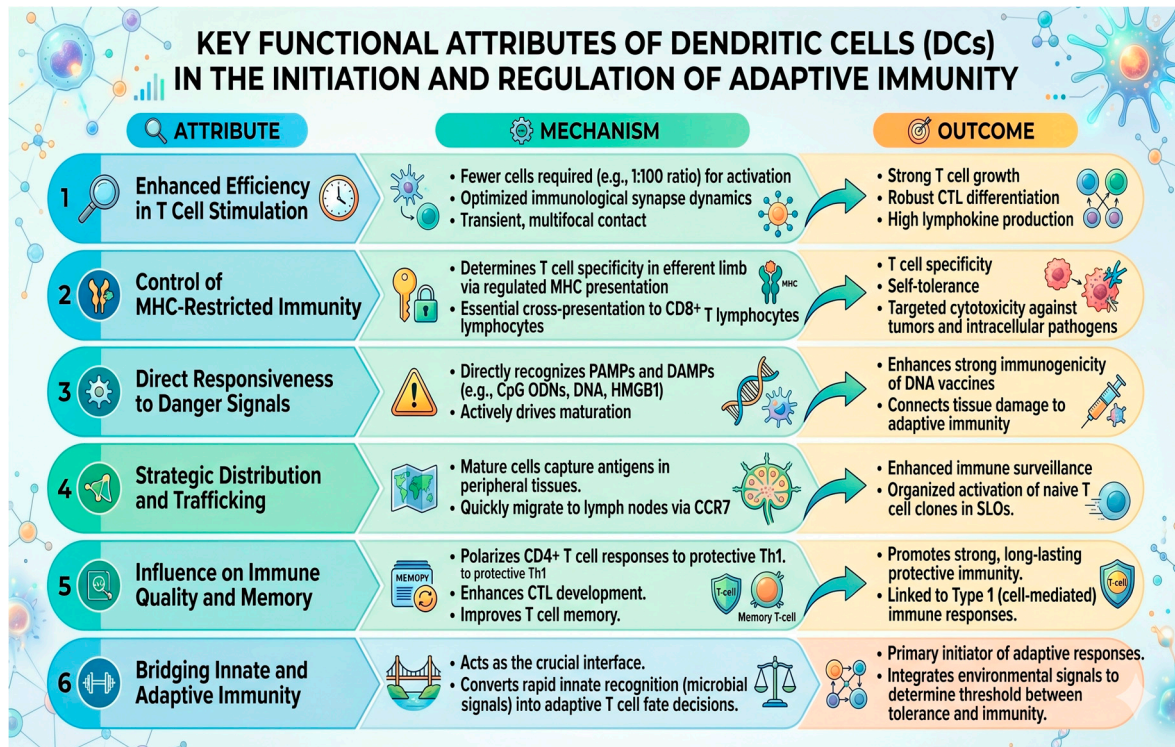 KEY FUNCTIONAL ATTRIBUTES OF DENDRITIC CELLS (DCs)
IN THE INITIATION AND REGULATION OF ADAPTIVE IMMUNITY
ATTRIBUTE
MECHANISM
OUTCOME
1
Enhanced Efficiency
in T Cell Stimulation
• Fewer cells required (e.g., 1:100 ratio) for activation
• Optimized immunological synapse dynamics
• Transient, multifocal contact
• Strong T cell growth
• Robust CTL differentiation
• High lymphokine production
2
Control of
MHC-Restricted Immunity
• Determines T cell specificity in efferent limb
via regulated MHC presentation
• Essential cross-presentation to CD8+ T lymphocytes
lymphocytes
MHC
• T cell specificity
• Self-tolerance
• Targeted cytotoxicity against
tumors and intracellular pathogens
3
Direct Responsiveness
to Danger Signals
• Directly recognizes PAMPs and DAMPs
(e.g., CpG ODNs, DNA, HMGB1)
• Actively drives maturation
• Enhances strong immunogenicity
of DNA vaccines
• Connects tissue damage to
adaptive immunity
4
Strategic Distribution
and Trafficking
• Mature cells capture antigens in
peripheral tissues.
• Quickly migrate to lymph nodes via CCR7
• Enhanced immune surveillance
• Organized activation of naive T
cell clones in SLOs.
5
Influence on Immune
Quality and Memory
MEMOPY
• Polarizes CD4+ T cell responses to protective Th1.
to protective Th1
• Enhances CTL development.
• Improves T cell memory.
T-cell
Memory T-cell
• Promotes strong, long-lasting
protective immunity.
• Linked to Type 1 (cell-mediated)
immune responses.
T-cell
6
Bridging Innate and
Adaptive Immunity
• Acts as the crucial interface.
• Converts rapid innate recognition (microbial
signals) into adaptive T cell fate decisions.
• Primary initiator of adaptive responses.
• Integrates environmental signals to
determine threshold between
tolerance and immunity.